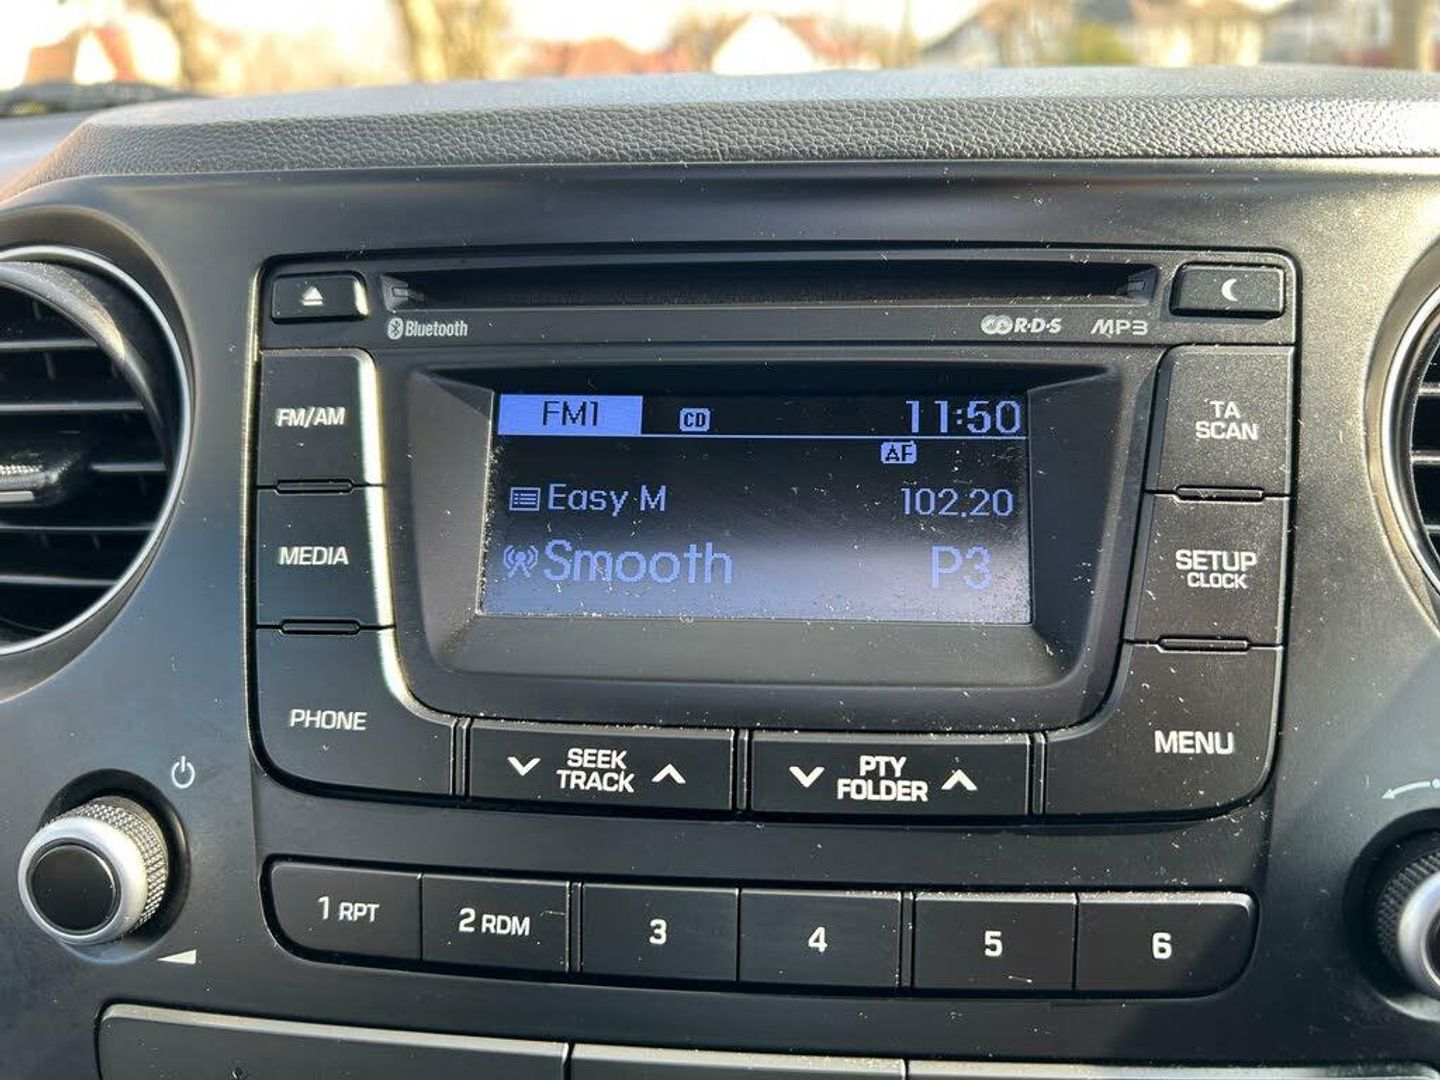 Bluetooth
R·D·S MP3
FM/AM
FM1 CD 11:50
AF
TA
SCAN
Easy M 102.20
Smooth P3
MEDIA
SETUP
CLOCK
PHONE
SEEK
TRACK
PTY
FOLDER
MENU
1 RPT
2 RDM
3
4
5
6